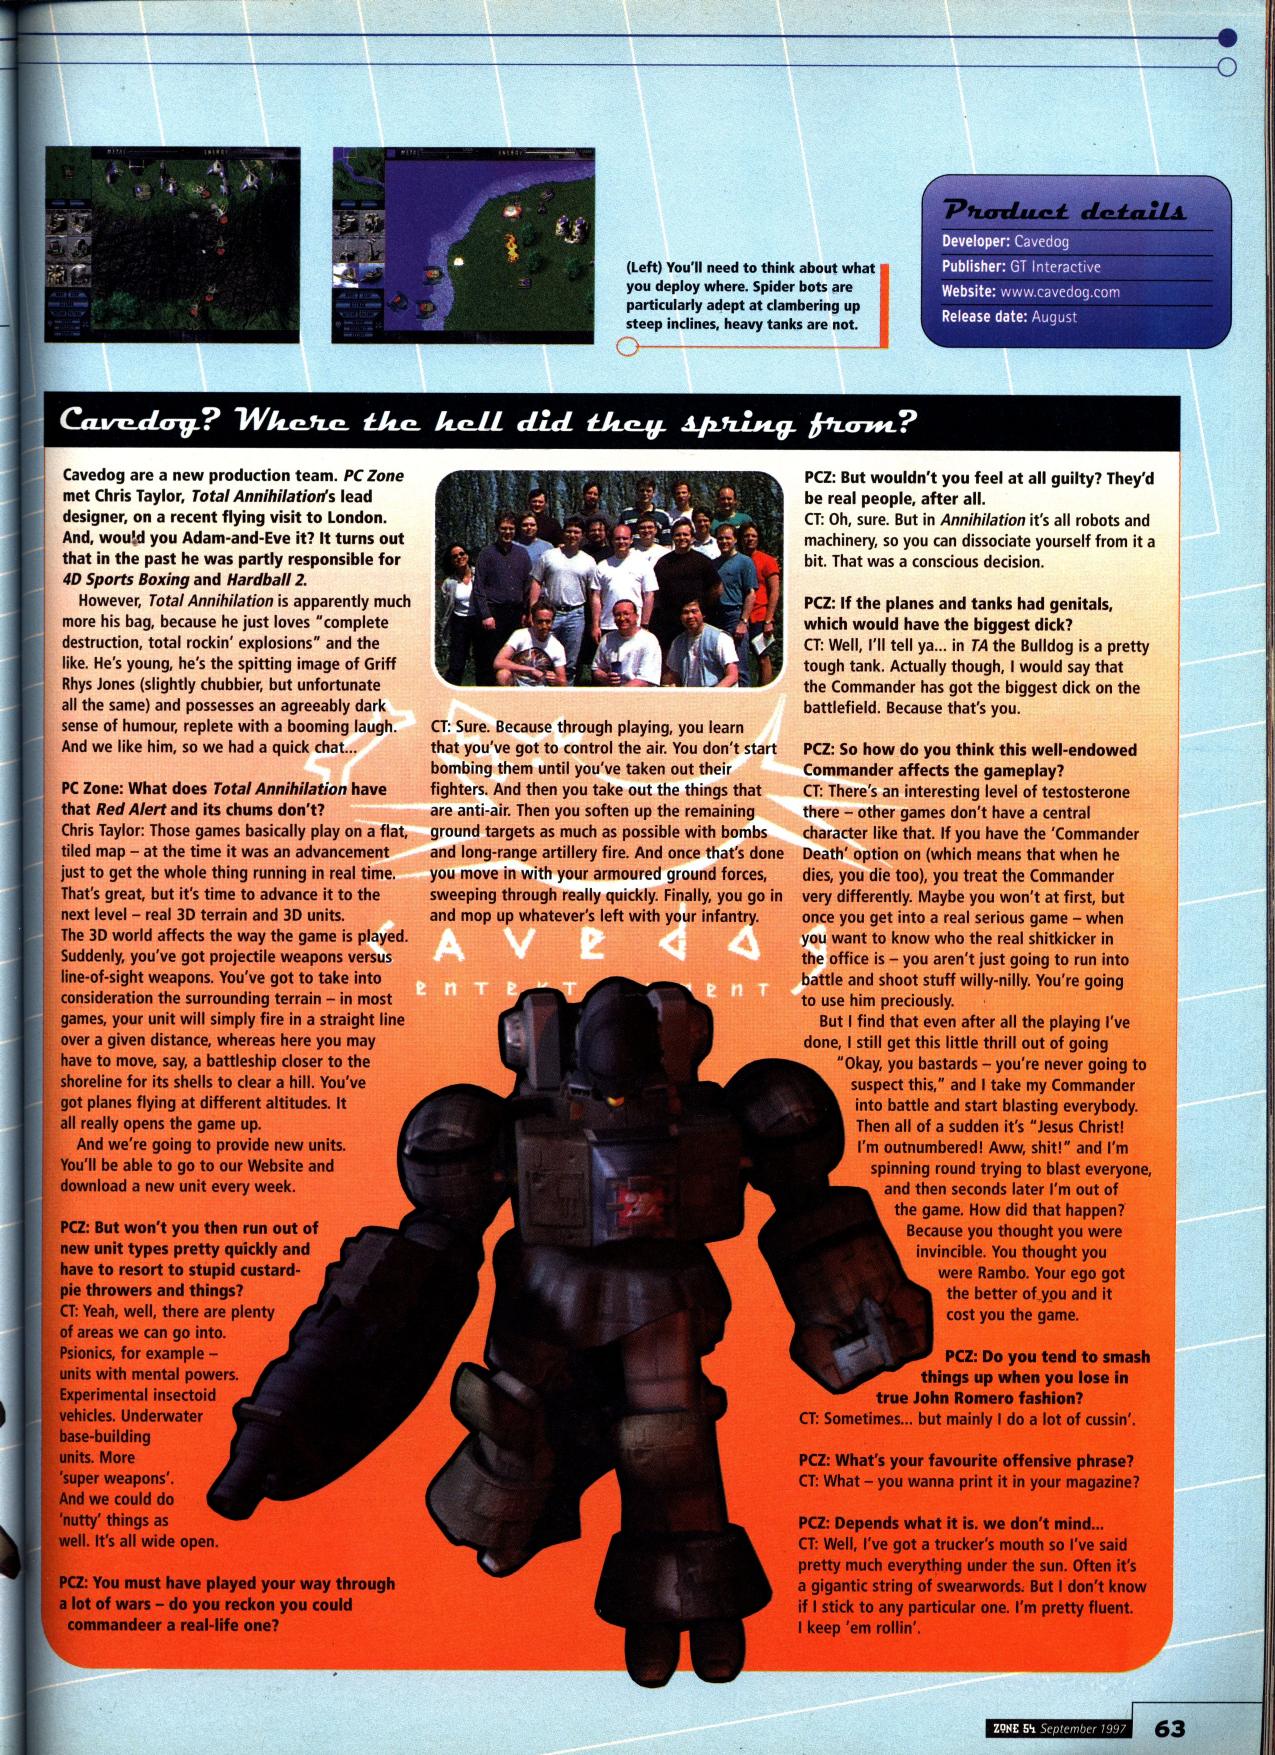 (Left) You'll need to think about what
you deploy where. Spider bots are
particularly adept at clambering up
steep inclines, heavy tanks are not.
Product details
Developer: Cavedog
Publisher: GT Interactive
Website: www.cavedog.com
Release date: August
Cavedog? Where the hell did they spring from?
Cavedog are a new production team. PC Zone
met Chris Taylor, Total Annihilation's lead
designer, on a recent flying visit to London.
And, would you Adam-and-Eve it? It turns out
that in the past he was partly responsible for
4D Sports Boxing and Hardball 2.
However, Total Annihilation is apparently much
more his bag, because he just loves "complete
destruction, total rockin' explosions" and the
like. He's young, he's the spitting image of Griff
Rhys Jones (slightly chubbier, but unfortunate
all the same) and possesses an agreeably dark
sense of humour, replete with a booming laugh.
And we like him, so we had a quick chat...
PC Zone: What does Total Annihilation have
that Red Alert and its chums don't?
Chris Taylor: Those games basically play on a flat,
tiled map – at the time it was an advancement
just to get the whole thing running in real time.
That's great, but it's time to advance it to the
next level – real 3D terrain and 3D units.
The 3D world affects the way the game is played.
Suddenly, you've got projectile weapons versus
line-of-sight weapons. You've got to take into
consideration the surrounding terrain – in most
games, your unit will simply fire in a straight line
over a given distance, whereas here you may
have to move, say, a battleship closer to the
shoreline for its shells to clear a hill. You've
got planes flying at different altitudes. It
all really opens the game up.
And we're going to provide new units.
You'll be able to go to our Website and
download a new unit every week.
PCZ: But won't you then run out of
new unit types pretty quickly and
have to resort to stupid custard-
pie throwers and things?
CT: Yeah, well, there are plenty
of areas we can go into.
Psionics, for example –
units with mental powers.
Experimental insectoid
vehicles. Underwater
base-building
units. More
'super weapons'.
And we could do
'nutty' things as
well. It's all wide open.
PCZ: You must have played your way through
a lot of wars – do you reckon you could
commandeer a real-life one?
CT: Sure. Because through playing, you learn
that you've got to control the air. You don't start
bombing them until you've taken out their
fighters. And then you take out the things that
are anti-air. Then you soften up the remaining
ground targets as much as possible with bombs
and long-range artillery fire. And once that's done
you move in with your armoured ground forces,
sweeping through really quickly. Finally, you go in
and mop up whatever's left with your infantry.
CAVEDOG
PCZ: But wouldn't you feel at all guilty? They'd
be real people, after all.
CT: Oh, sure. But in Annihilation it's all robots and
machinery, so you can dissociate yourself from it a
bit. That was a conscious decision.
PCZ: If the planes and tanks had genitals,
which would have the biggest dick?
CT: Well, I'll tell ya... in TA the Bulldog is a pretty
tough tank. Actually though, I would say that
the Commander has got the biggest dick on the
battlefield. Because that's you.
PCZ: So how do you think this well-endowed
Commander affects the gameplay?
CT: There's an interesting level of testosterone
there – other games don't have a central
character like that. If you have the 'Commander
Death' option on (which means that when he
dies, you die too), you treat the Commander
very differently. Maybe you won't at first, but
once you get into a real serious game – when
you want to know who the real shitkicker in
the office is – you aren't just going to run into
battle and shoot stuff willy-nilly. You're going
to use him preciously.
But I find that even after all the playing I've
done, I still get this little thrill out of going
"Okay, you bastards – you're never going to
suspect this," and I take my Commander
into battle and start blasting everybody.
Then all of a sudden it's "Jesus Christ!
I'm outnumbered! Aww, shit!" and I'm
spinning round trying to blast everyone,
and then seconds later I'm out of
the game. How did that happen?
Because you thought you were
invincible. You thought you
were Rambo. Your ego got
the better of you and it
cost you the game.
PCZ: Do you tend to smash
things up when you lose in
true John Romero fashion?
CT: Sometimes... but mainly I do a lot of cussin'.
PCZ: What's your favourite offensive phrase?
CT: What – you wanna print it in your magazine?
PCZ: Depends what it is. we don't mind...
CT: Well, I've got a trucker's mouth so I've said
pretty much everything under the sun. Often it's
a gigantic string of swearwords. But I don't know
if I stick to any particular one. I'm pretty fluent.
I keep 'em rollin'.
ZONE 54 September 1997 63